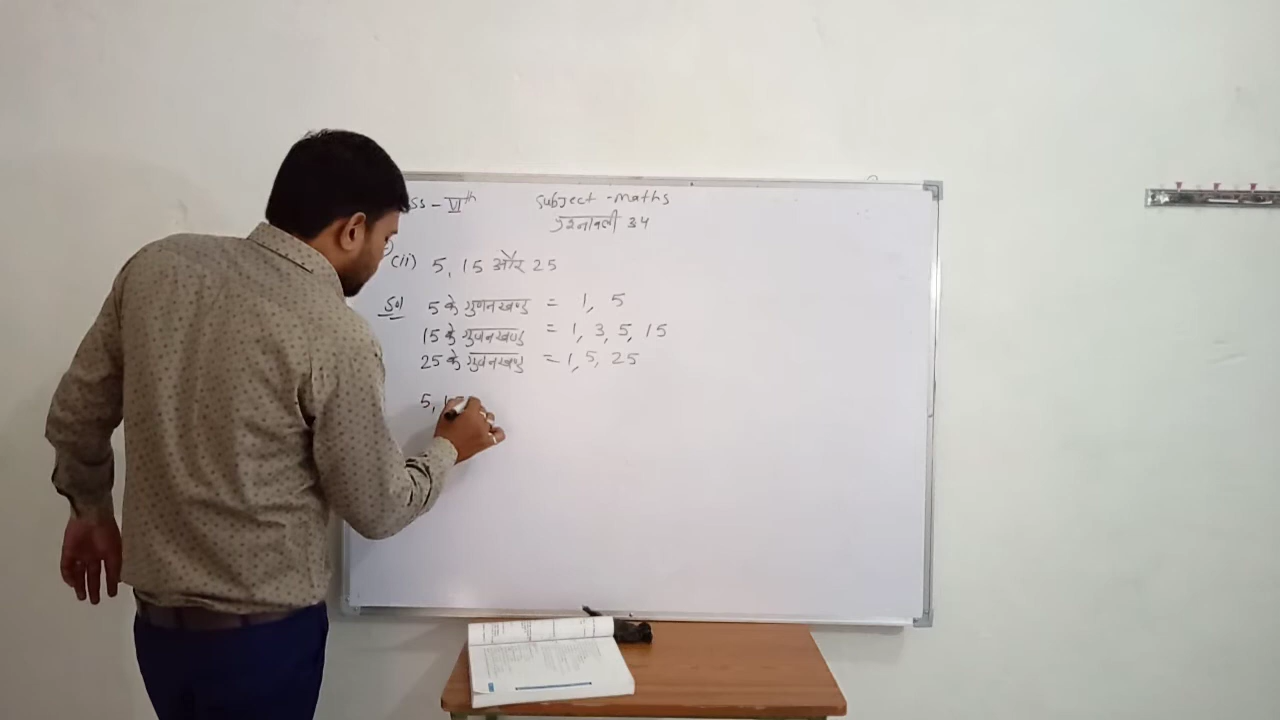 ss - VI th Subject - maths
प्रश्नावली 3.4
(ii) 5, 15 और 25
Sol 5 के गुणनखण्ड = 1, 5
15 के गुणनखण्ड = 1, 3, 5, 15
25 के गुणनखण्ड = 1, 5, 25
5, 1